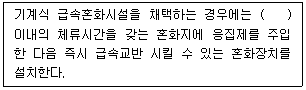 기계식 급속혼화시설을 채택하는 경우에는 (   )
이내의 체류시간을 갖는 혼화지에 응집제를 주입
한 다음 즉시 급속교반 시킬 수 있는 혼화장치를
설치한다.